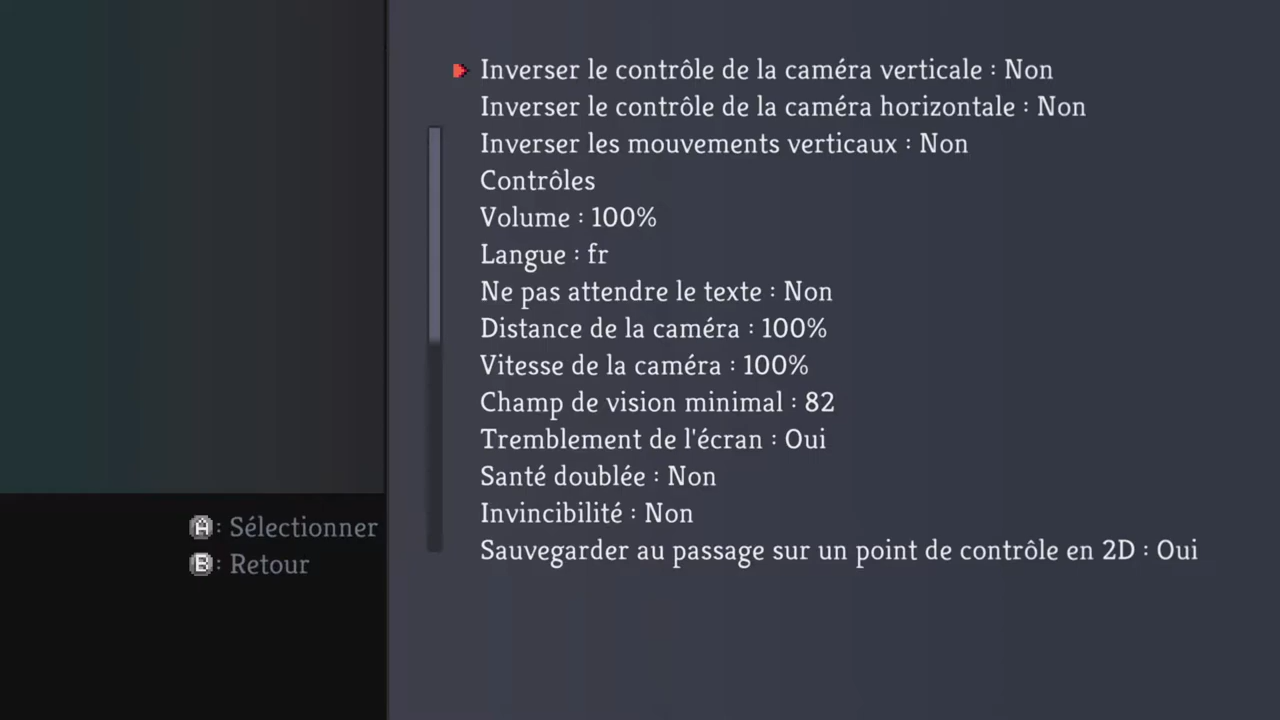 Inverser le contrôle de la caméra verticale : Non
Inverser le contrôle de la caméra horizontale : Non
Inverser les mouvements verticaux : Non
Contrôles
Volume : 100%
Langue : fr
Ne pas attendre le texte : Non
Distance de la caméra : 100%
Vitesse de la caméra : 100%
Champ de vision minimal : 82
Tremblement de l'écran : Oui
Santé doublée : Non
Invincibilité : Non
Sauvegarder au passage sur un point de contrôle en 2D : Oui
A : Sélectionner
B : Retour